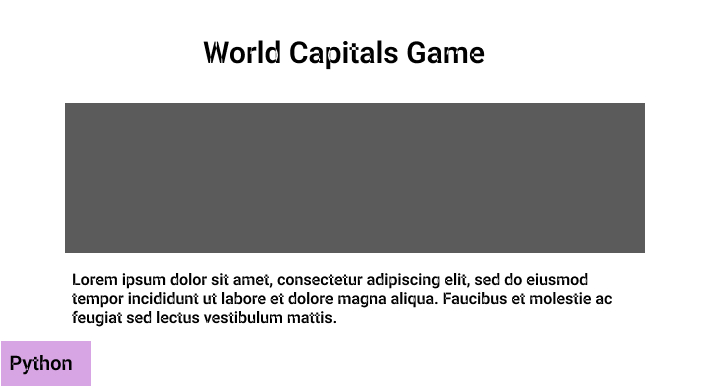 World Capitals Game
Lorem ipsum dolor sit amet, consectetur adipiscing elit, sed do eiusmod
tempor incididunt ut labore et dolore magna aliqua. Faucibus et molestie ac
feugiat sed lectus vestibulum mattis.
Python